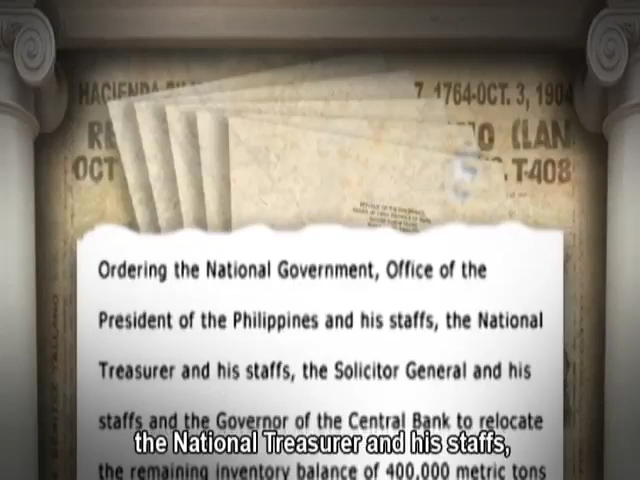 HACIENDA
7 1764-OCT. 3, 1904
RE
O (LAN
OCT
. T-408
Ordering the National Government, Office of the
President of the Philippines and his staffs, the National
Treasurer and his staffs, the Solicitor General and his
staffs and the Governor of the Central Bank to relocate
the National Treasurer and his staffs,
the remaining inventory balance of 400,000 metric tons